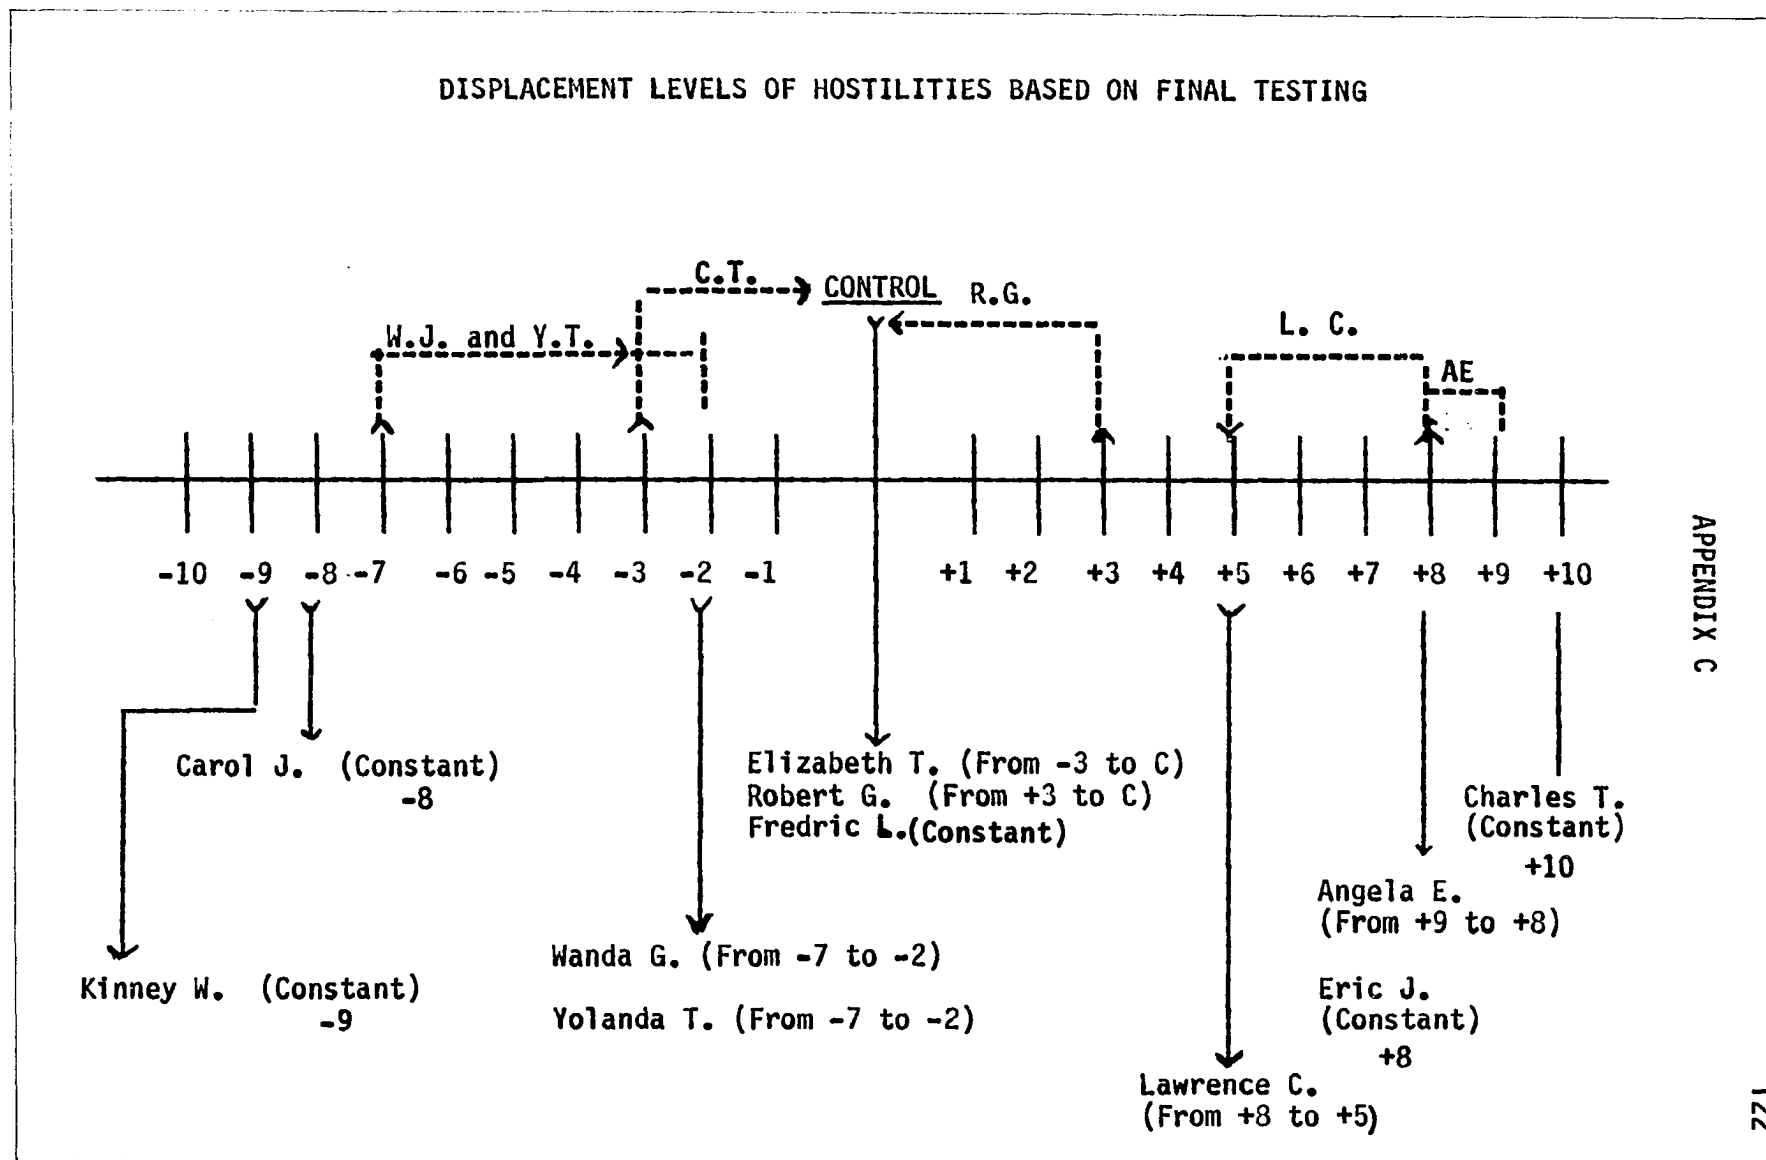 DISPLACEMENT LEVELS OF HOSTILITIES BASED ON FINAL TESTING
C.T.
CONTROL
R.G.
W.J. and Y.T.
L. C.
AE
-10 -9 -8 -7 -6 -5 -4 -3 -2 -1 +1 +2 +3 +4 +5 +6 +7 +8 +9 +10
Carol J. (Constant)
-8
Elizabeth T. (From -3 to C)
Robert G. (From +3 to C)
Fredric L. (Constant)
Charles T.
(Constant)
+10
Angela E.
(From +9 to +8)
Wanda G. (From -7 to -2)
Kinney W. (Constant)
-9
Yolanda T. (From -7 to -2)
Eric J.
(Constant)
+8
Lawrence C.
(From +8 to +5)
APPENDIX C
122